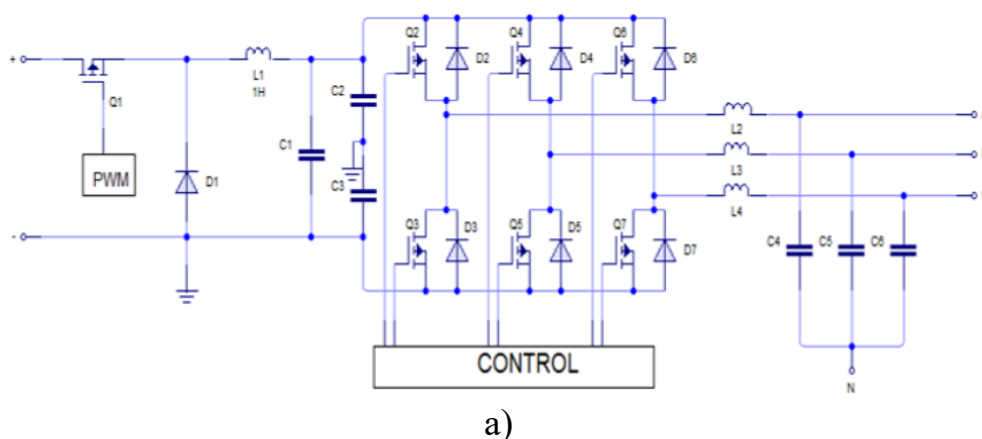 Q2
Q4
Q6
+
D2
D4
D6
L1
1H
Q1
C2
L2
C1
PWM
D1
L3
C3
L4
-
Q3
D3
Q5
D5
Q7
D7
C4
C5
C6
CONTROL
N
a)